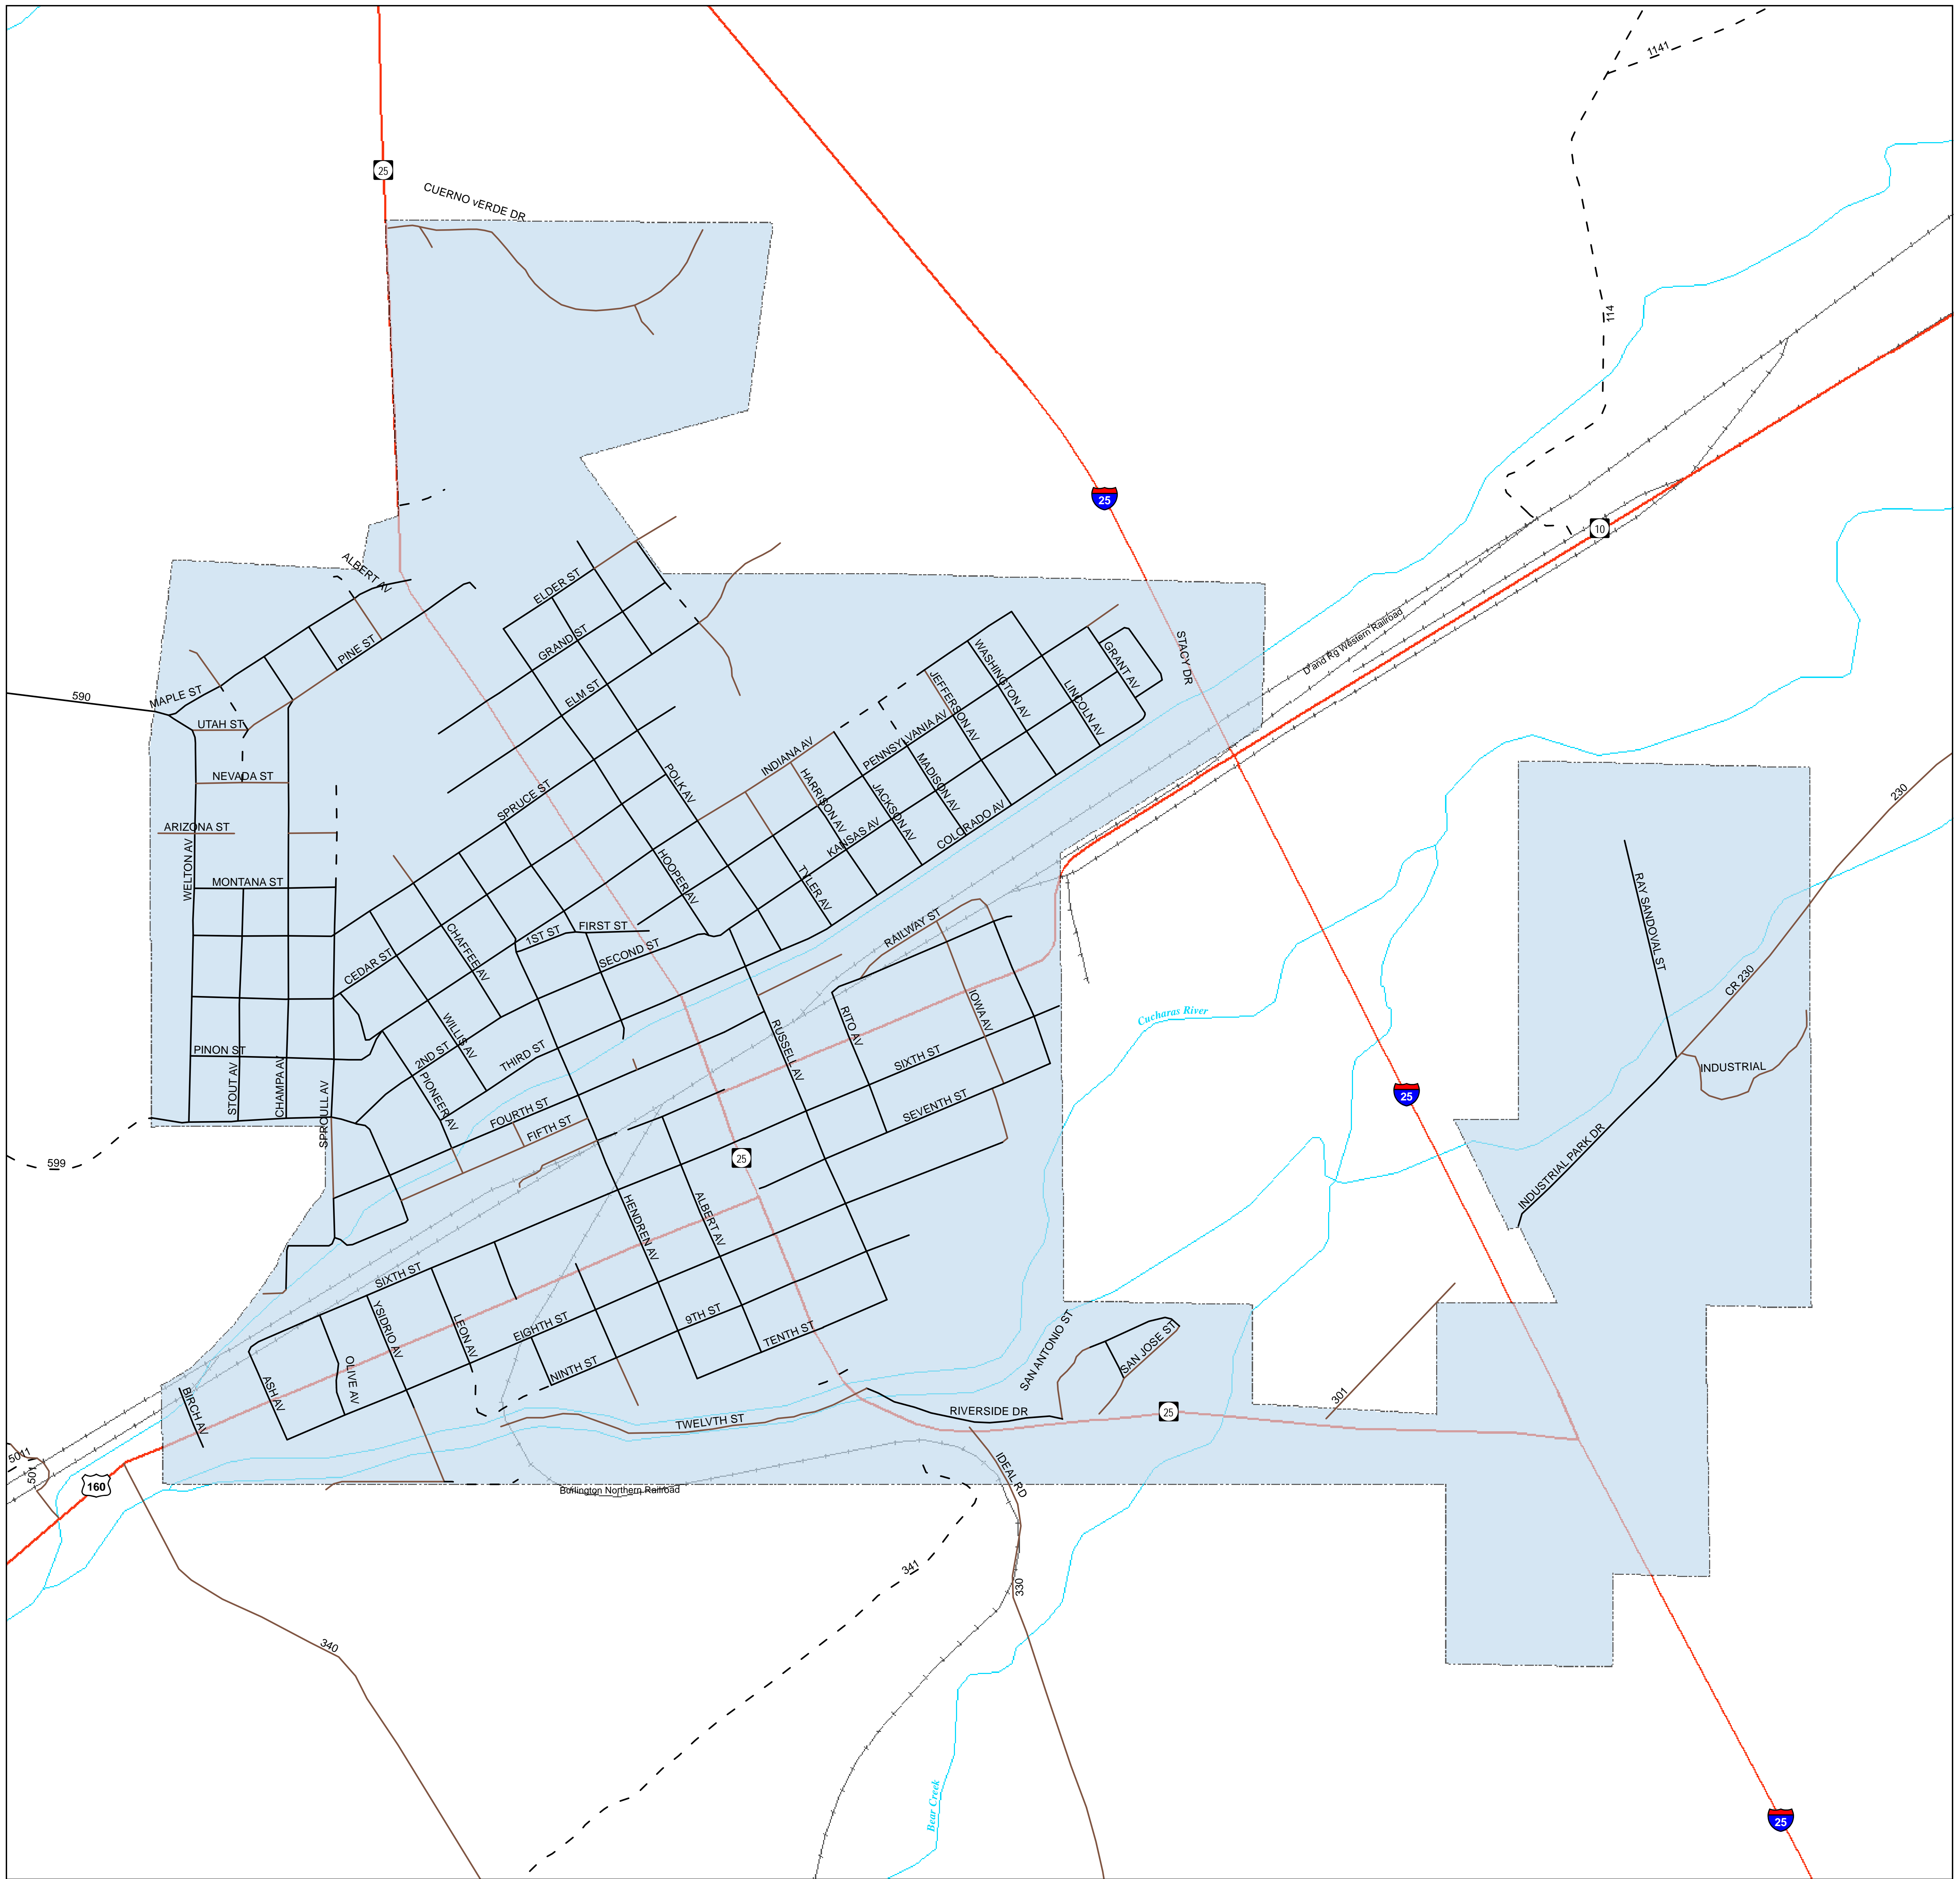 1141
25
CUERNO vERDE DR
114
25
10
ALBERT AV
ELDER ST
PINE ST
GRAND ST
D and Rg Western Railroad
STACY DR
GRANT AV
WASHINGTON AV
LINCOLN AV
JEFFERSON AV
590
MAPLE ST
ELM ST
UTAH ST
PENNSYLVANIA AV
INDIANA AV
NEVADA ST
POLK AV
HARRISON AV
MADISON AV
JACKSON AV
SPRUCE ST
230
ARIZONA ST
KANSAS AV
COLORADO AV
WELTON AV
HOOPER AV
TYLER AV
MONTANA ST
RAY SANDOVAL ST
FIRST ST
1ST ST
RAILWAY ST
CHAFFEE AV
SECOND ST
CEDAR ST
CR 230
IOWA AV
Cucharas River
RITO AV
WILLIS AV
RUSSELL AV
PINON ST
2ND ST
THIRD ST
SIXTH ST
INDUSTRIAL
STOUT AV
CHAMPA AV
SPROULL AV
PIONEER AV
25
FOURTH ST
SEVENTH ST
FIFTH ST
599
25
INDUSTRIAL PARK DR
HENDREN AV
ALBERT AV
SIXTH ST
YSIDRIO AV
LEON AV
EIGHTH ST
9TH ST
TENTH ST
SAN ANTONIO ST
SAN JOSE ST
OLIVE AV
NINTH ST
ASH AV
BIRCH AV
301
TWELVTH ST
RIVERSIDE DR
25
5011
501
160
IDEAL RD
Burlington Northern Railroad
341
330
340
Bear Creek
25